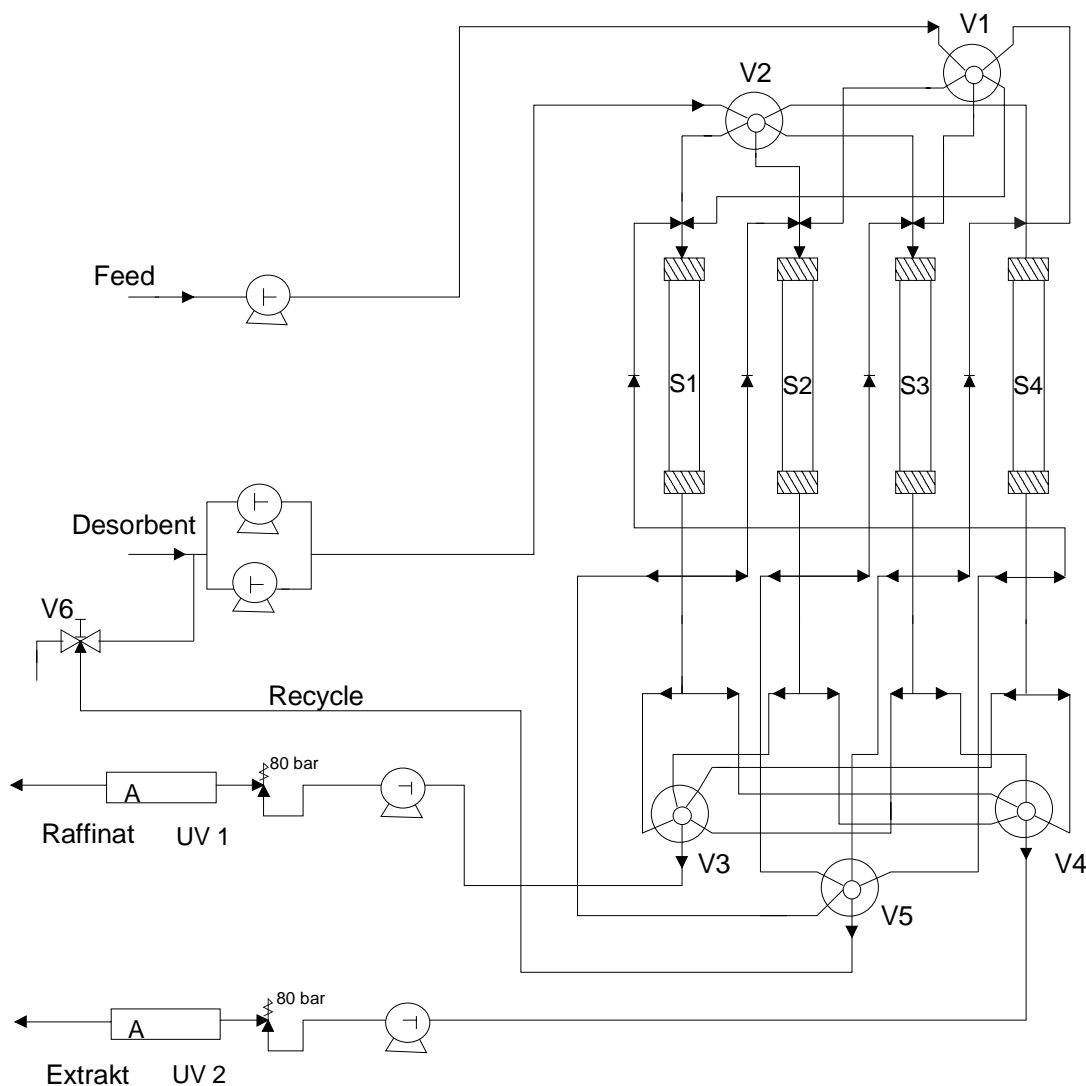 V1
V2
Feed
S1
S2
S3
S4
Desorbent
V6
Recycle
80 bar
A
Raffinat
UV 1
V3
V4
V5
80 bar
A
Extrakt
UV 2